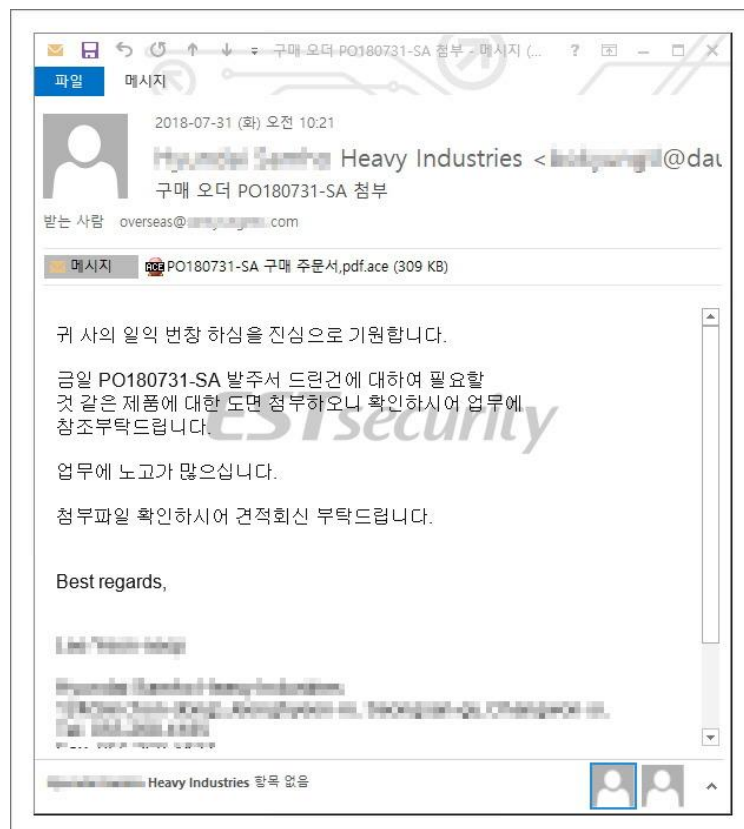 구매 오더 PO180731-SA 첨부 - 메시지 (...
파일 메시지
2018-07-31 (화) 오전 10:21
Heavy Industries < @dau
구매 오더 PO180731-SA 첨부
받는 사람 overseas@ .com
메시지 PO180731-SA 구매 주문서,pdf.ace (309 KB)
귀 사의 일익 번창 하심을 진심으로 기원합니다.
금일 PO180731-SA 발주서 드린건에 대하여 필요할
것 같은 제품에 대한 도면 첨부하오니 확인하시어 업무에
참조부탁드립니다.
ESTsecurity
업무에 노고가 많으십니다.
첨부파일 확인하시어 견적회신 부탁드립니다.
Best regards,
Heavy Industries 항목 없음